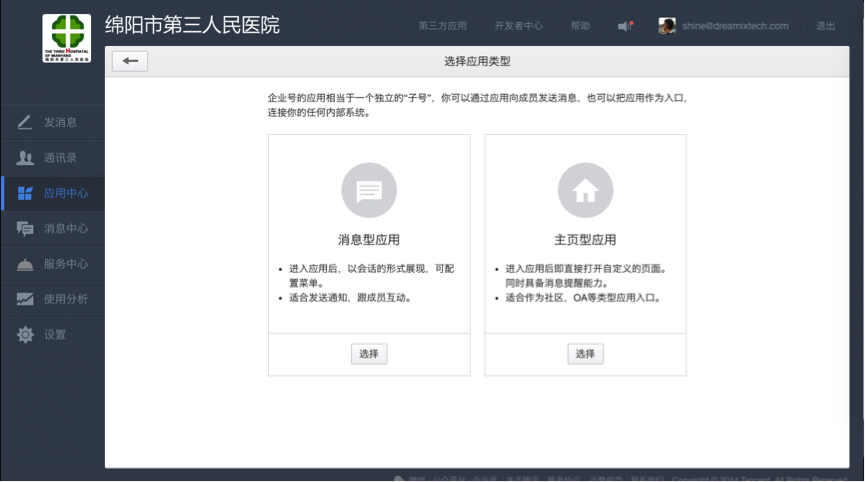 绵阳市第三人民医院
第三方应用 开发者中心 帮助 shine@dreamixtech.com 退出
THE THIRD HOSPIATAL
OF MIANYANG
绵阳市第三人民医院
选择应用类型
企业号的应用相当于一个独立的“子号”，你可以通过应用向成员发送消息，也可以把应用作为入口，
连接你的任何内部系统。
发消息
通讯录
应用中心
消息中心
服务中心
使用分析
设置
消息型应用
• 进入应用后，以会话的形式展现，可配
置菜单。
• 适合发送通知，跟成员互动。
选择
主页型应用
• 进入应用后即直接打开自定义的页面。
同时具备消息提醒能力。
• 适合作为社区，OA等类型应用入口。
选择
Copyright © 2014 Tencent. All Rights Reserved.